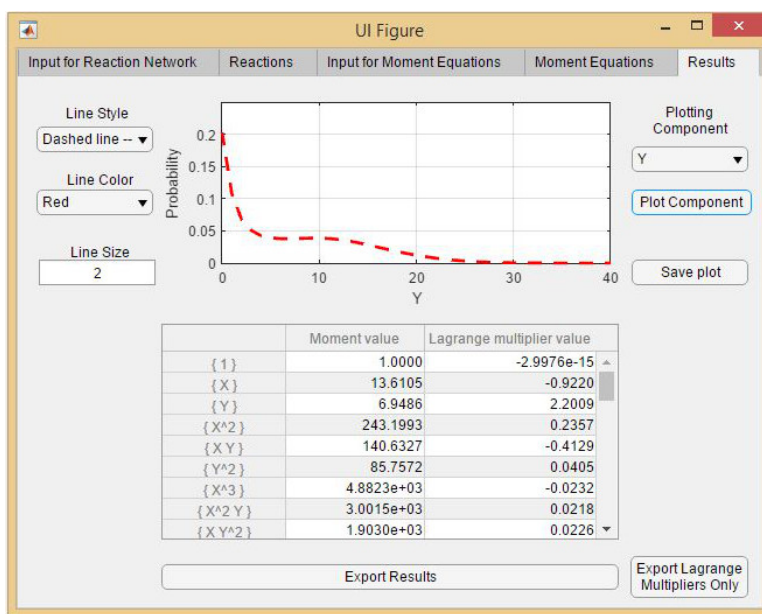 UI Figure
Input for Reaction Network Reactions Input for Moment Equations Moment Equations Results
Line Style
Dashed line --
Line Color
Red
Line Size
2
Probability
0.2
0.15
0.1
0.05
0
0 10 20 30 40
Y
Plotting
Component
Y
Plot Component
Save plot
Moment value Lagrange multiplier value
{ 1 } 1.0000 -2.9976e-15
{ X } 13.6105 -0.9220
{ Y } 6.9486 2.2009
{ X^2 } 243.1993 0.2357
{ X Y } 140.6327 -0.4129
{ Y^2 } 85.7572 0.0405
{ X^3 } 4.8823e+03 -0.0232
{ X^2 Y } 3.0015e+03 0.0218
{ X Y^2 } 1.9030e+03 0.0226
Export Results
Export Lagrange
Multipliers Only